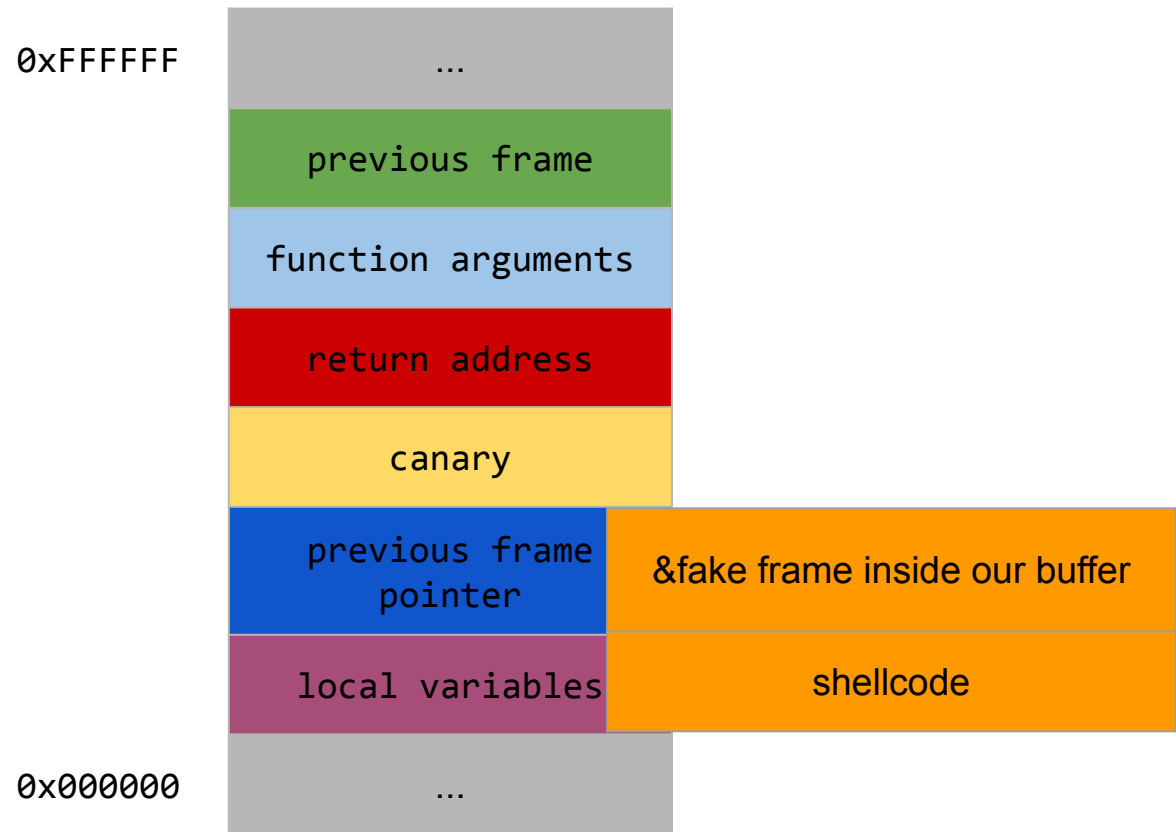 0xFFFFFF
...
previous frame
function arguments
return address
canary
previous frame
pointer
&fake frame inside our buffer
local variables
shellcode
0x000000
...